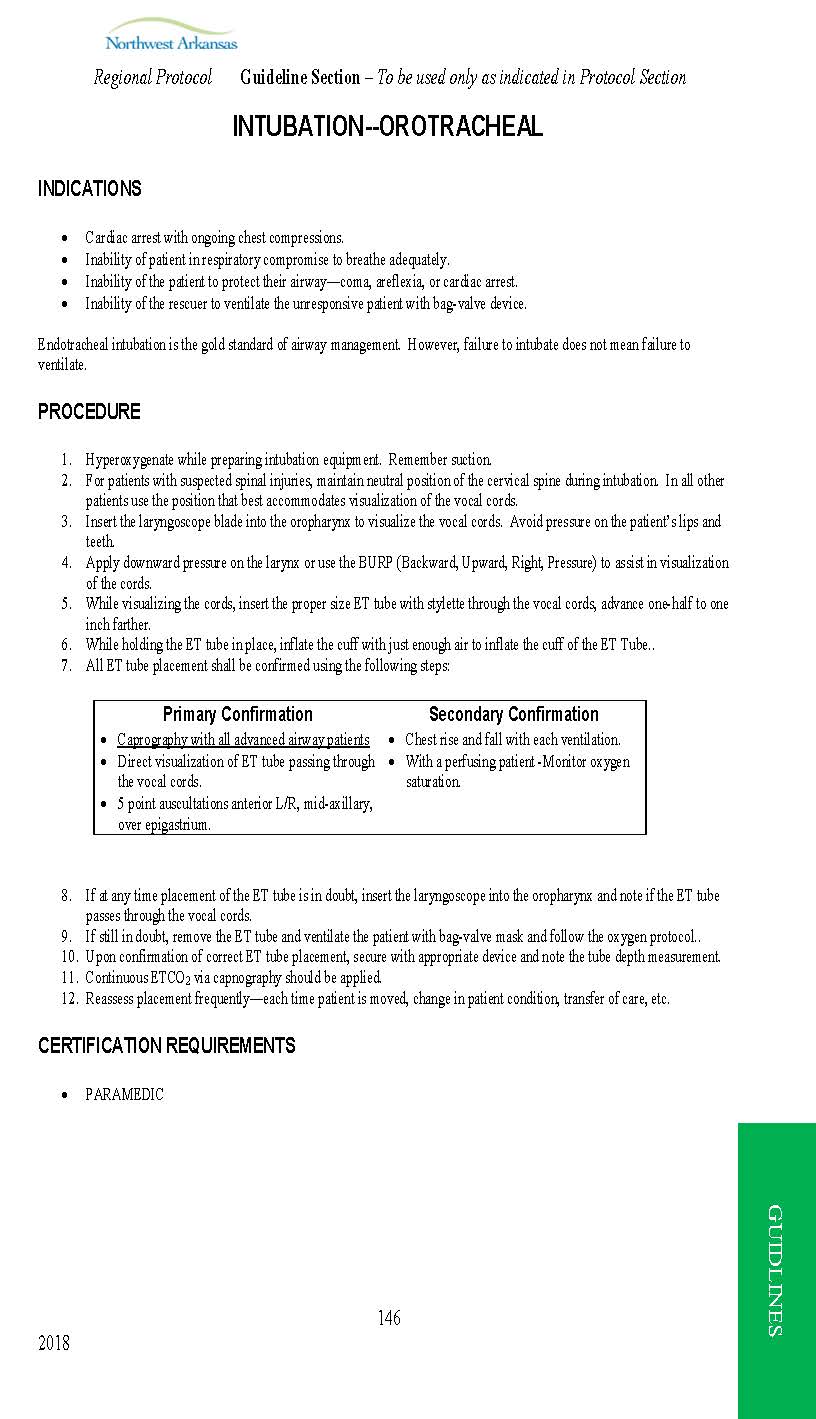 Northwest Arkansas
Regional Protocol Guideline Section – To be used only as indicated in Protocol Section
INTUBATION--OROTRACHEAL
INDICATIONS
• Cardiac arrest with ongoing chest compressions.
• Inability of patient in respiratory compromise to breathe adequately.
• Inability of the patient to protect their airway—coma, areflexia, or cardiac arrest.
• Inability of the rescuer to ventilate the unresponsive patient with bag-valve device.
Endotracheal intubation is the gold standard of airway management. However, failure to intubate does not mean failure to
ventilate.
PROCEDURE
1. Hyperoxygenate while preparing intubation equipment. Remember suction.
2. For patients with suspected spinal injuries, maintain neutral position of the cervical spine during intubation. In all other
patients use the position that best accommodates visualization of the vocal cords.
3. Insert the laryngoscope blade into the oropharynx to visualize the vocal cords. Avoid pressure on the patient's lips and
teeth.
4. Apply downward pressure on the larynx or use the BURP (Backward, Upward, Right, Pressure) to assist in visualization
of the cords.
5. While visualizing the cords, insert the proper size ET tube with stylette through the vocal cords, advance one-half to one
inch farther.
6. While holding the ET tube in place, inflate the cuff with just enough air to inflate the cuff of the ET Tube..
7. All ET tube placement shall be confirmed using the following steps:
Primary Confirmation
• Caprography with all advanced airway patients
• Direct visualization of ET tube passing through
the vocal cords.
• 5 point auscultations anterior L/R, mid-axillary,
over epigastrium.
Secondary Confirmation
• Chest rise and fall with each ventilation.
• With a perfusing patient -Monitor oxygen
saturation.
8. If at any time placement of the ET tube is in doubt, insert the laryngoscope into the oropharynx and note if the ET tube
passes through the vocal cords.
9. If still in doubt, remove the ET tube and ventilate the patient with bag-valve mask and follow the oxygen protocol..
10. Upon confirmation of correct ET tube placement, secure with appropriate device and note the tube depth measurement.
11. Continuous ETCO2 via capnography should be applied.
12. Reassess placement frequently—each time patient is moved, change in patient condition, transfer of care, etc.
CERTIFICATION REQUIREMENTS
• PARAMEDIC
GUIDLINES
146
2018